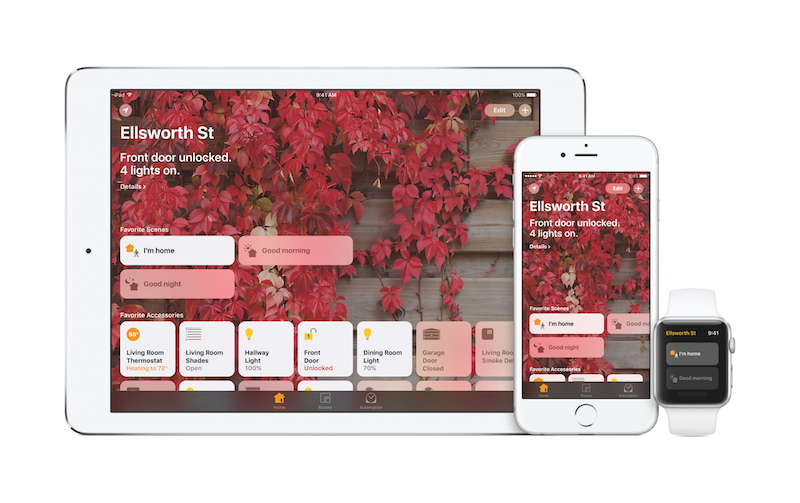 iPad
9:41 AM
100%
Edit
Ellsworth St
Front door unlocked.
4 lights on.
Details ›
Favorite Scenes
I'm home
Good morning
Good night
Favorite Accessories
68°
Living Room
Thermostat
Heating to 72°
Living Room
Shades
Open
Hallway
Light
100%
Front
Door
Unlocked
Dining Room
Light
70%
Garage
Door
Closed
Living Room
Smoke De
Home
Rooms
Automation
9:41 AM
100%
Edit
Ellsworth St
Front door unlocked.
4 lights on.
Details ›
Favorite Scenes
I'm home
Good mo
Good night
Favorite Accessories
Home
Rooms
Automation
Ellsworth St
9:41
I'm home
Good morning